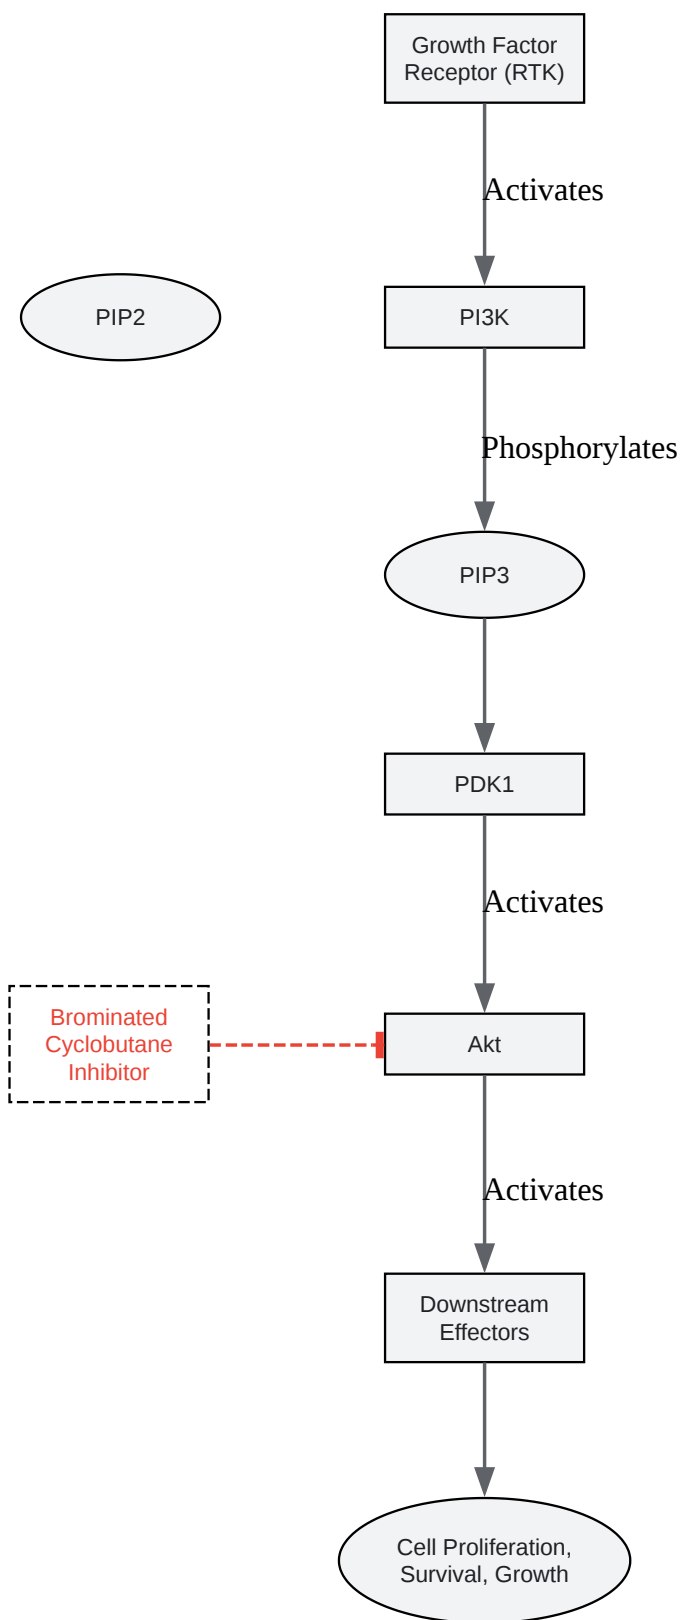 Growth Factor
Receptor (RTK)
Activates
PIP2
PI3K
Phosphorylates
PIP3
PDK1
Activates
Brominated
Cyclobutane
Inhibitor
Akt
Activates
Downstream
Effectors
Cell Proliferation,
Survival, Growth